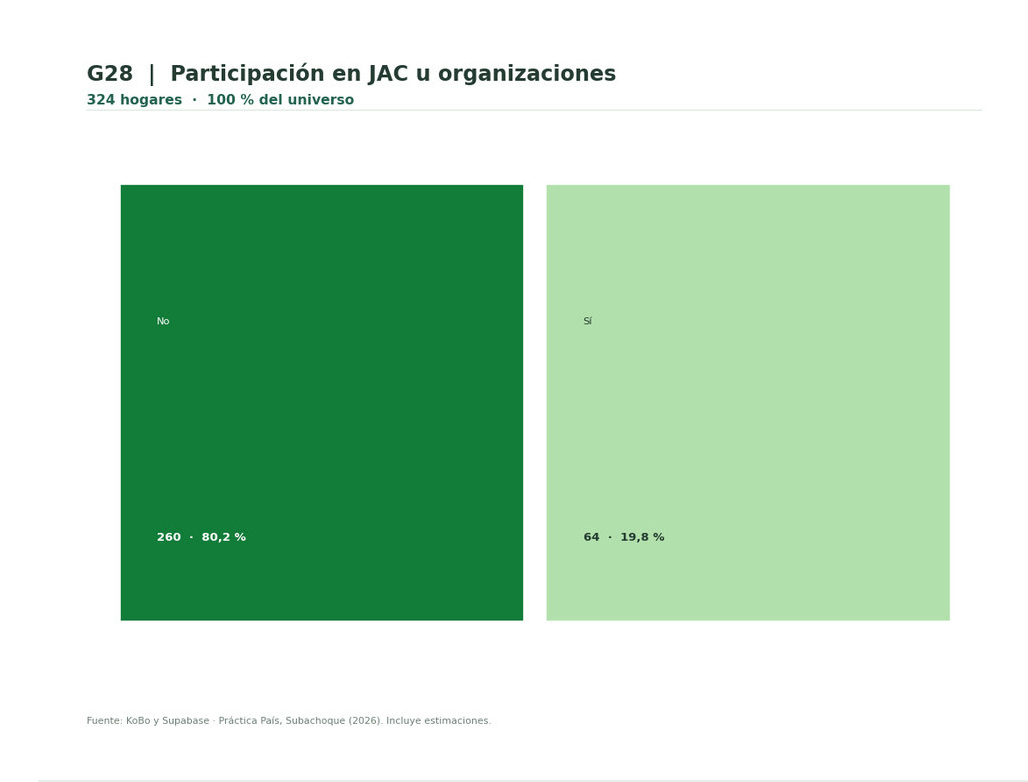 G28 | Participación en JAC u organizaciones
324 hogares · 100 % del universo
No
Sí
260 · 80,2 %
64 · 19,8 %
Fuente: KoBo y Supabase · Práctica País, Subachoque (2026). Incluye estimaciones.